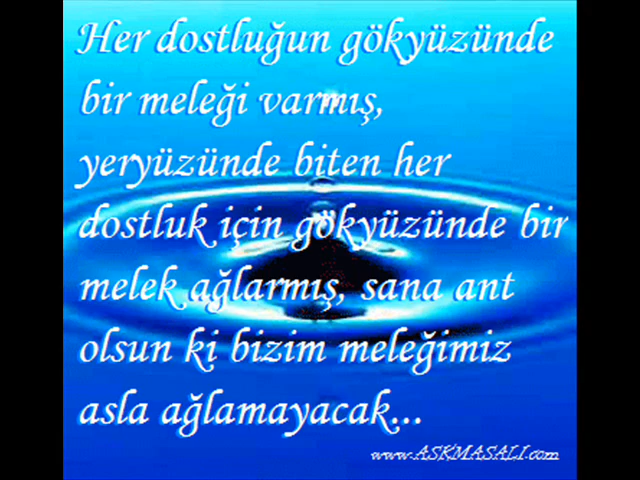 Her dostluğun gökyüzünde
bir meleği varmış,
yeryüzünde biten her
dostluk için gökyüzünde bir
melek ağlarmış, sana ant
olsun ki bizim meleğimiz
asla ağlamayacak...
www.ASKMASALI.com